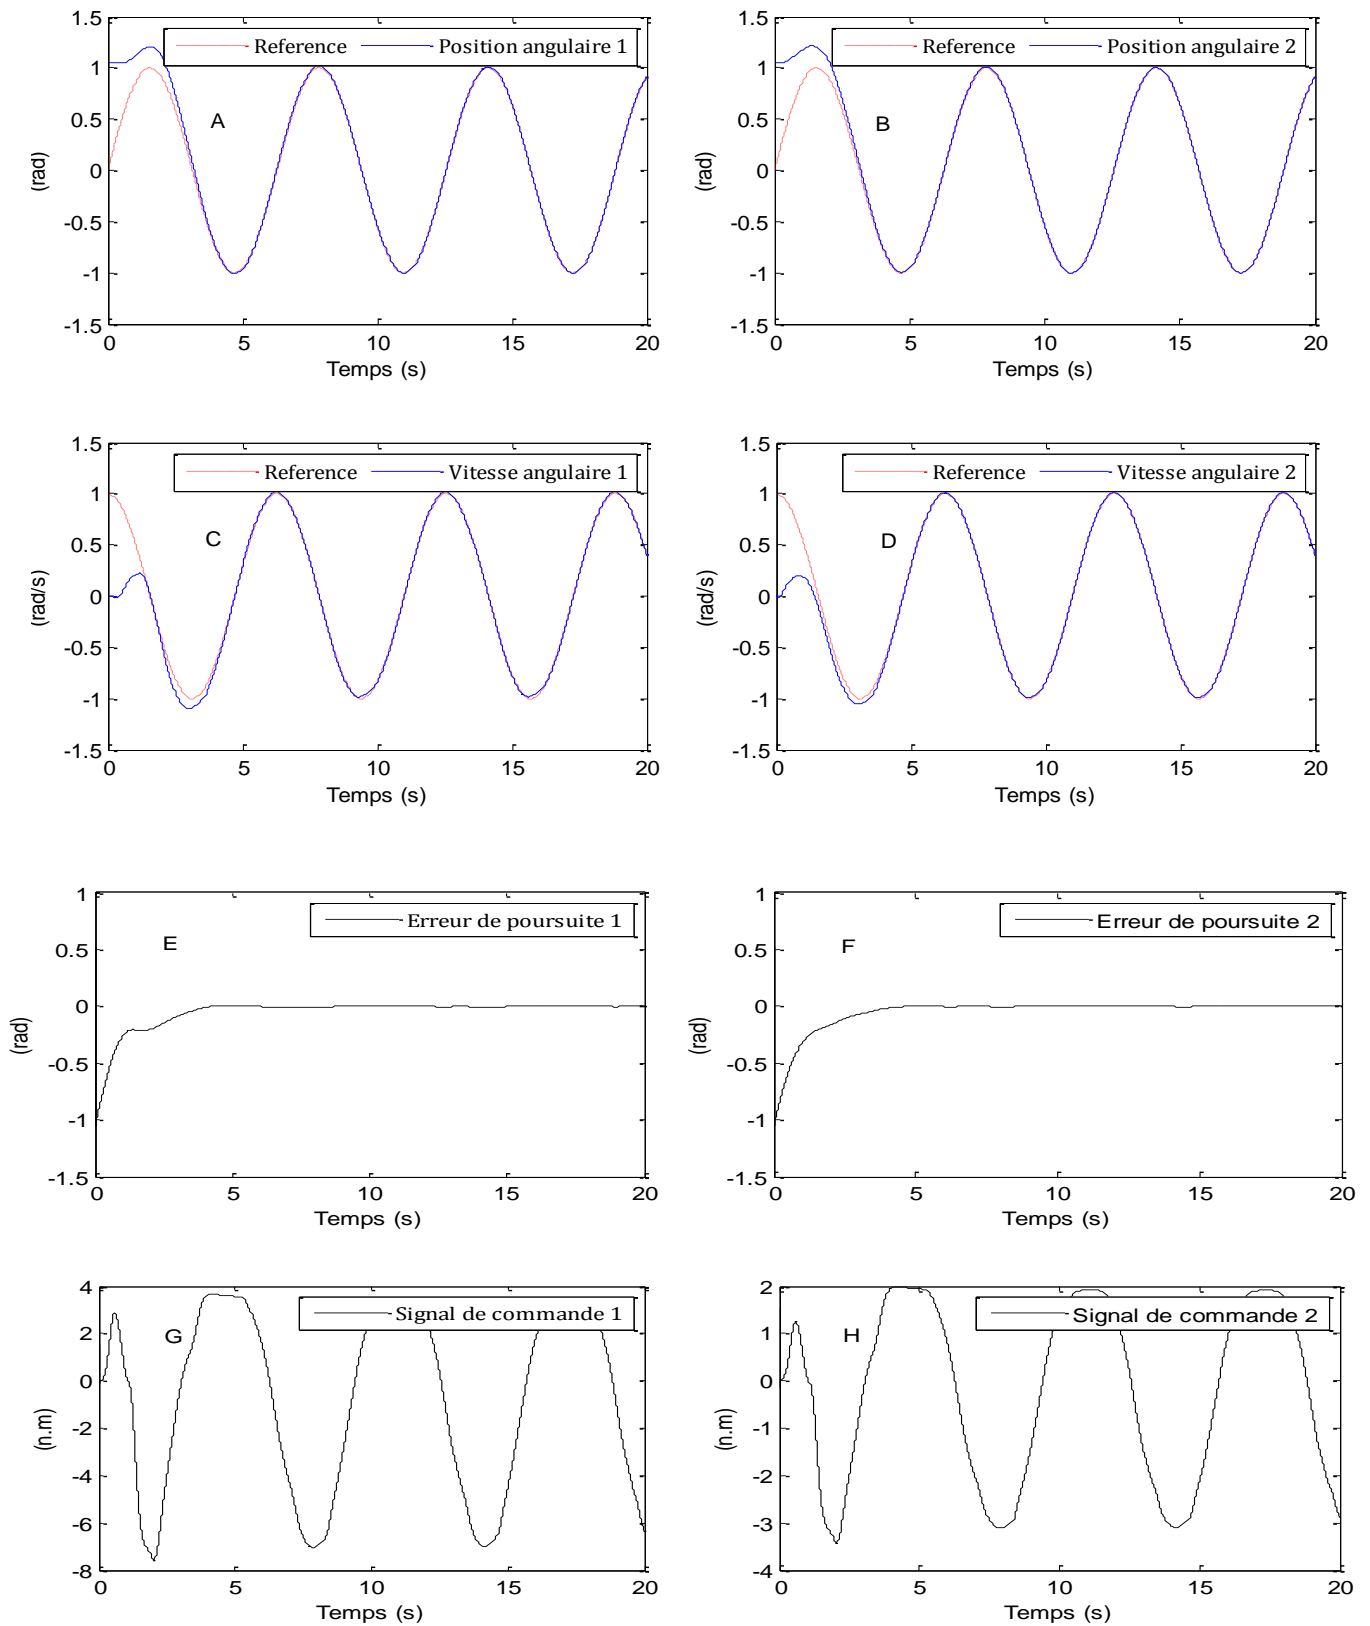 1.5
1
0.5
0
-0.5
-1
-1.5
0 5 10 15 20
(rad)
Temps (s)
Reference Position angulaire 1
A
1.5
1
0.5
0
-0.5
-1
-1.5
0 5 10 15 20
(rad)
Temps (s)
Reference Position angulaire 2
B
1.5
1
0.5
0
-0.5
-1
-1.5
0 5 10 15 20
(rad/s)
Temps (s)
Reference Vitesse angulaire 1
C
1.5
1
0.5
0
-0.5
-1
-1.5
0 5 10 15 20
(rad/s)
Temps (s)
Reference Vitesse angulaire 2
D
1
0.5
0
-0.5
-1
-1.5
0 5 10 15 20
(rad)
Temps (s)
Erreur de poursuite 1
E
1
0.5
0
-0.5
-1
-1.5
0 5 10 15 20
(rad)
Temps (s)
Erreur de poursuite 2
F
4
2
0
-2
-4
-6
-8
0 5 10 15 20
(n.m)
Temps (s)
Signal de commande 1
G
2
1
0
-1
-2
-3
-4
0 5 10 15 20
(n.m)
Temps (s)
Signal de commande 2
H